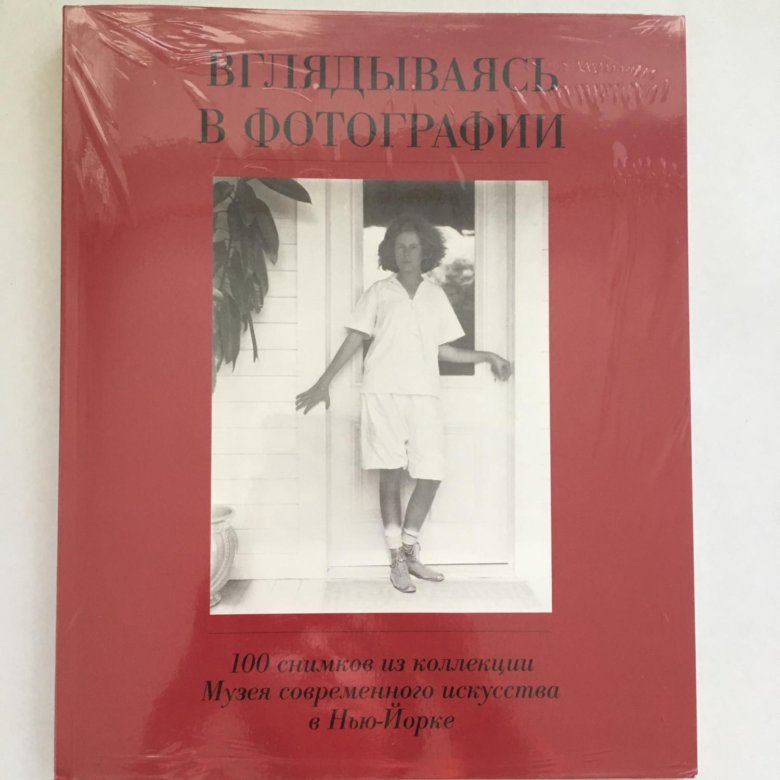 ВГЛЯДЫВАЯСЬ
В ФОТОГРАФИИ
100 снимков из коллекции
Музея современного искусства
в Нью-Йорке